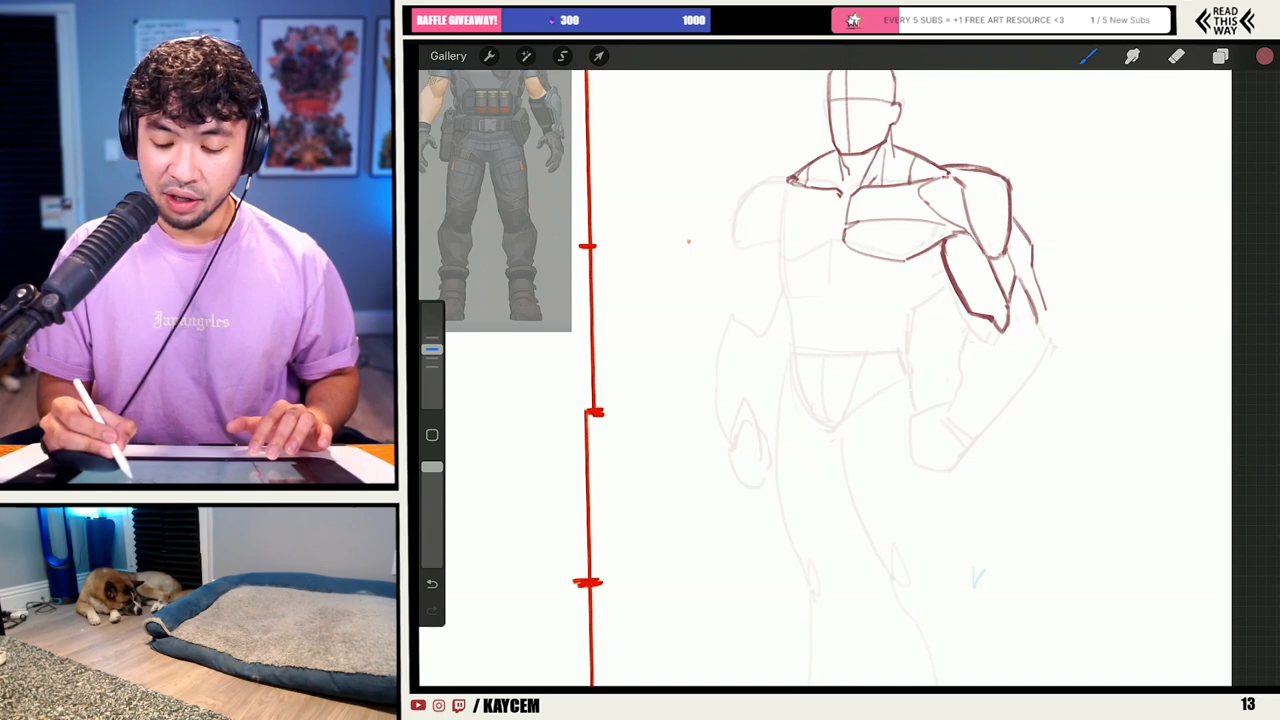 RAFFLE GIVEAWAY! 300 1000
EVERY 5 SUBS = +1 FREE ART RESOURCE <3 1 / 5 New Subs
READ
THIS
WAY
Gallery
/ KAYCEM
13